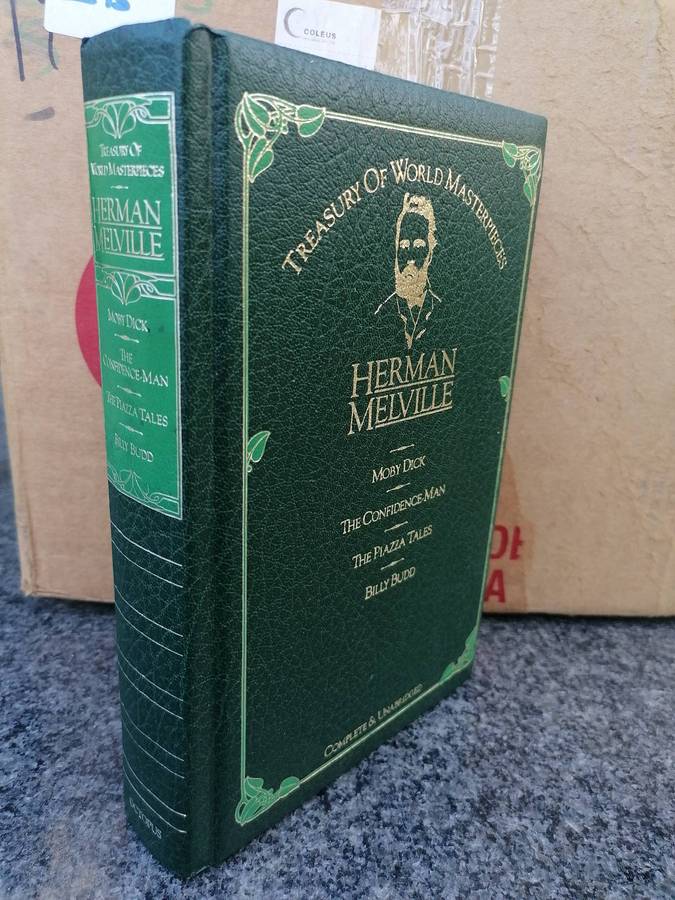 COLEUS
TREASURY OF
WORLD MASTERPIECES
HERMAN
MELVILLE
MOBY DICK
THE
CONFIDENCE-MAN
THE PIAZZA TALES
BILLY BUDD
OCTOPUS
TREASURY OF WORLD MASTERPIECES
HERMAN
MELVILLE
MOBY DICK
THE CONFIDENCE-MAN
THE PIAZZA TALES
BILLY BUDD
COMPLETE & UNABRIDGED
A